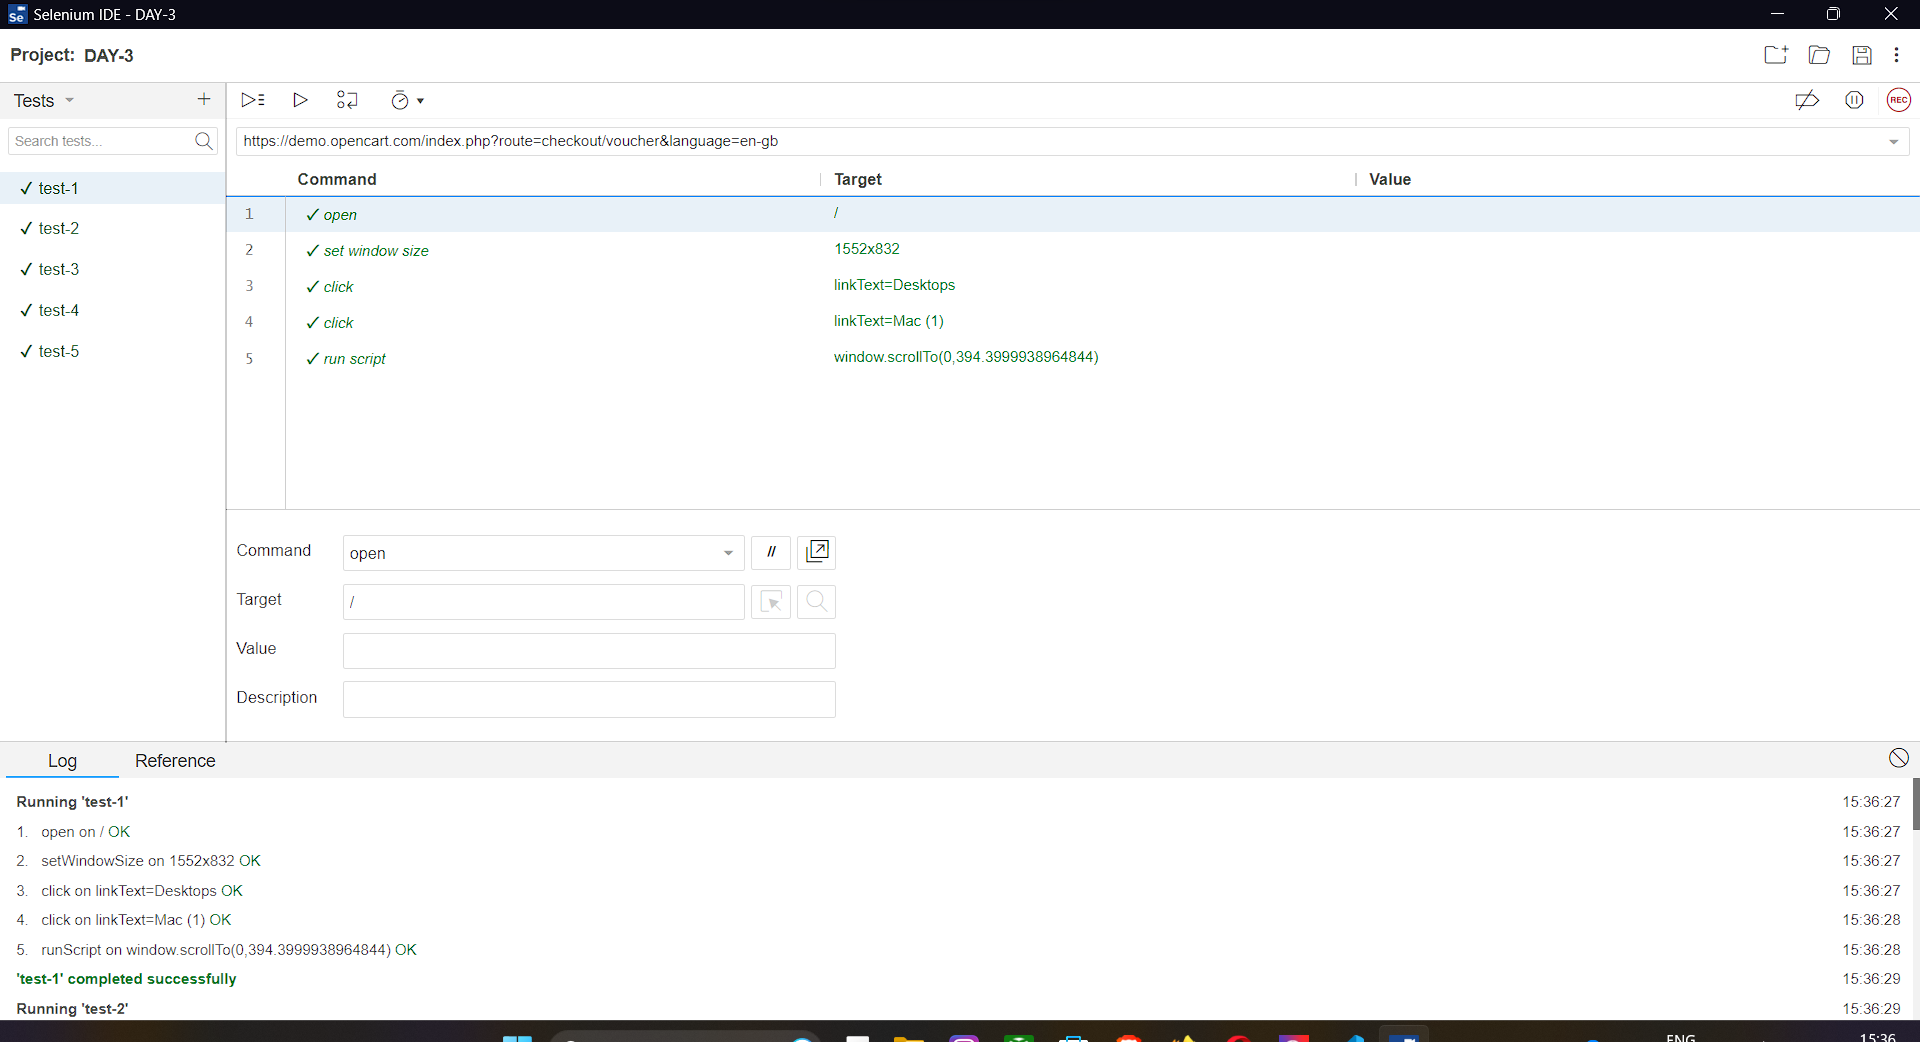 Selenium IDE - DAY-3
Project: DAY-3
Tests
Search tests...
✓ test-1
✓ test-2
✓ test-3
✓ test-4
✓ test-5
REC
https://demo.opencart.com/index.php?route=checkout/voucher&language=en-gb
Command Target Value
1 ✓ open /
2 ✓ set window size 1552x832
3 ✓ click linkText=Desktops
4 ✓ click linkText=Mac (1)
5 ✓ run script window.scrollTo(0,394.3999938964844)
Command open //
Target /
Value
Description
Log Reference
Running 'test-1' 15:36:27
1. open on / OK 15:36:27
2. setWindowSize on 1552x832 OK 15:36:27
3. click on linkText=Desktops OK 15:36:27
4. click on linkText=Mac (1) OK 15:36:28
5. runScript on window.scrollTo(0,394.3999938964844) OK 15:36:28
'test-1' completed successfully 15:36:29
Running 'test-2' 15:36:29
ENG 15:36